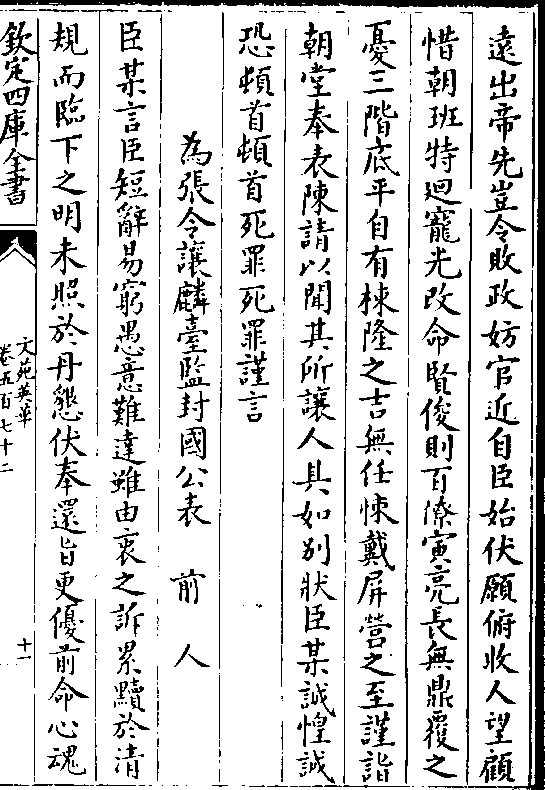 遠出帝先豈令敗政妨官近自臣始伏願俯收人望顧
惜朝班特迴寵光改命賢俊則百僚寅亮長無鼎覆之
憂三階底平自有棟隆之吉無任悚戴屏營之至謹詣
朝堂奉表陳請以聞其所讓人具如别狀臣某誠惶誠
恐頓首頓首死罪死罪謹言
為張令讓麟臺監封國公表 前人
臣某言臣短辭易窮愚意難達雖由衷之訴累黷於清
規而臨下之明未照於丹懇伏奉還旨更優前命心魂
欽定四庫全書
文苑英華
卷五百七十二
十一